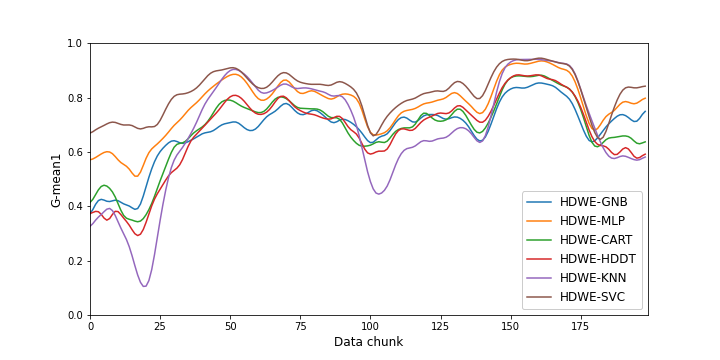 1.0
0.8
0.6
0.4
0.2
0.0
G-mean1
0 25 50 75 100 125 150 175
Data chunk
HDWE-GNB
HDWE-MLP
HDWE-CART
HDWE-HDDT
HDWE-KNN
HDWE-SVC